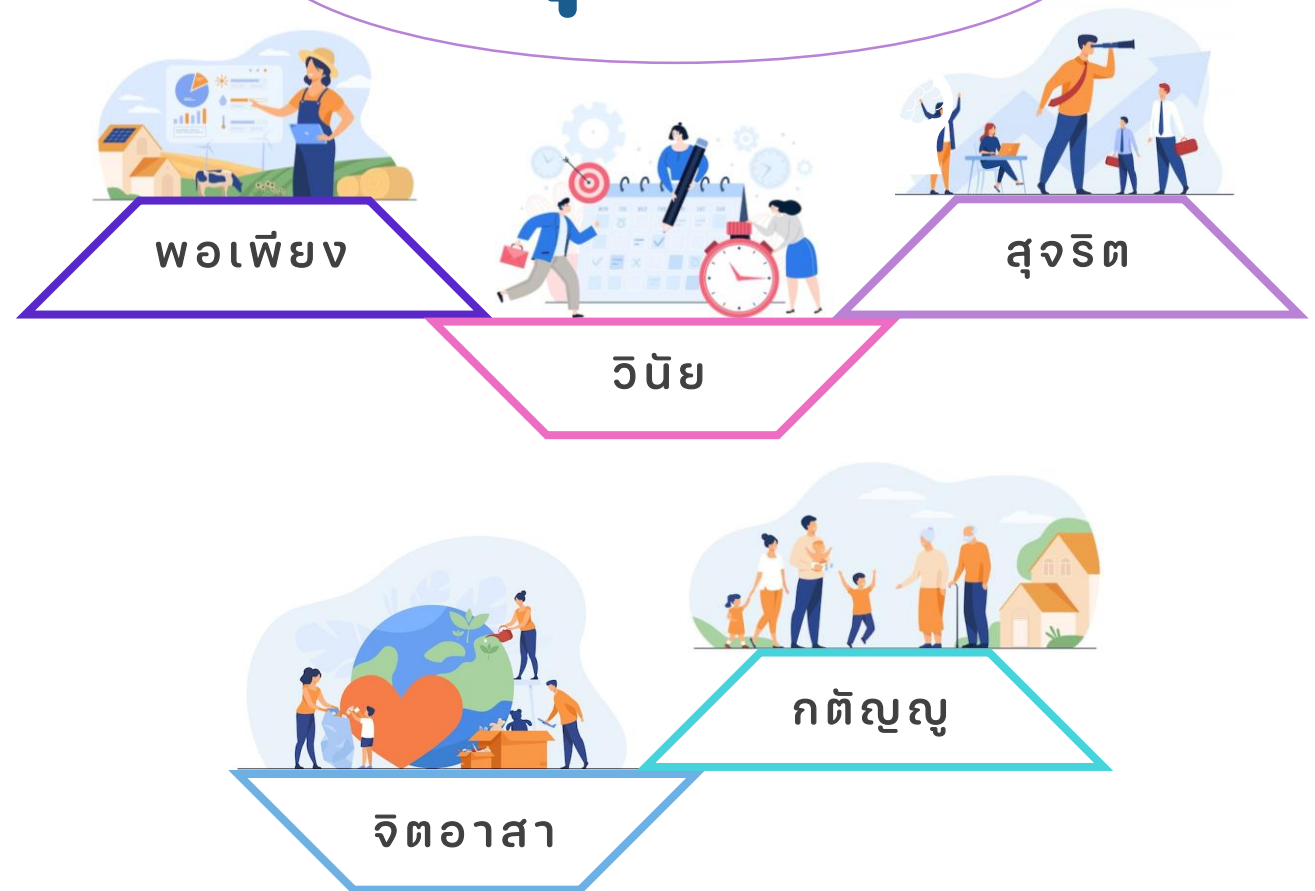 พอเพียง
วินัย
สุจริต
จิตอาสา
กตัญญู